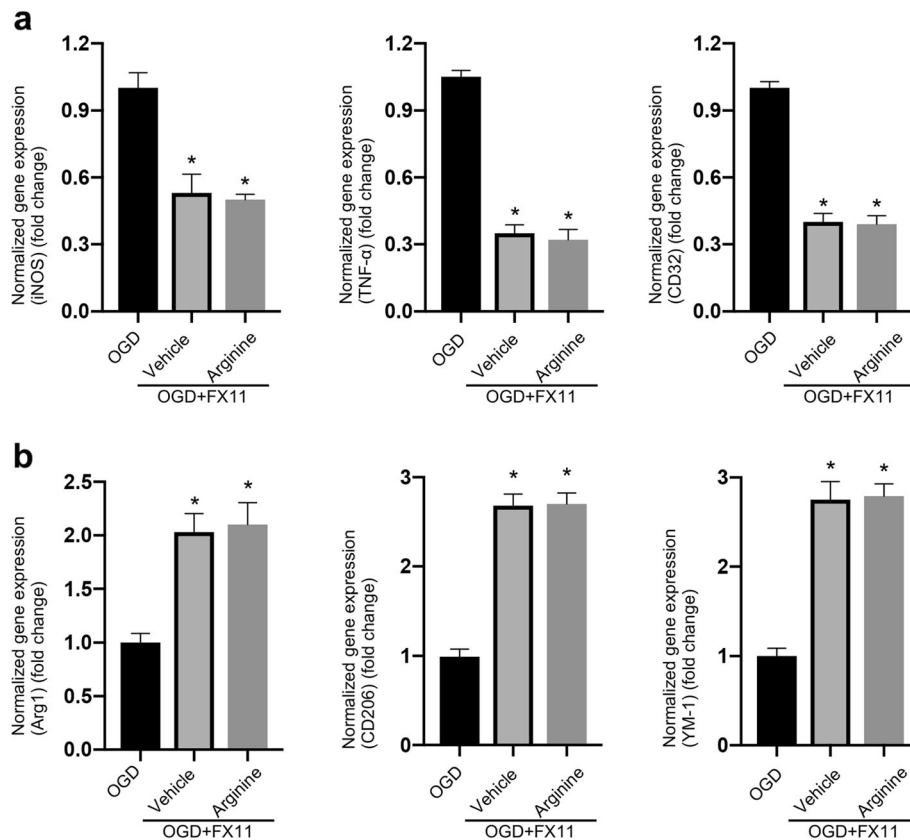 a
Normalized gene expression
(iNOS) (fold change)
1.2
0.9
0.6
0.3
0.0
*
*
OGD
Vehicle
Arginine
OGD+FX11
Normalized gene expression
(TNF-α) (fold change)
1.2
0.9
0.6
0.3
0.0
*
*
OGD
Vehicle
Arginine
OGD+FX11
Normalized gene expression
(CD32) (fold change)
1.2
0.9
0.6
0.3
0.0
*
*
OGD
Vehicle
Arginine
OGD+FX11
b
Normalized gene expression
(Arg1) (fold change)
2.5
2.0
1.5
1.0
0.5
0.0
*
*
OGD
Vehicle
Arginine
OGD+FX11
Normalized gene expression
(CD206) (fold change)
3
2
1
0
*
*
OGD
Vehicle
Arginine
OGD+FX11
Normalized gene expression
(YM-1) (fold change)
3
2
1
0
*
*
OGD
Vehicle
Arginine
OGD+FX11